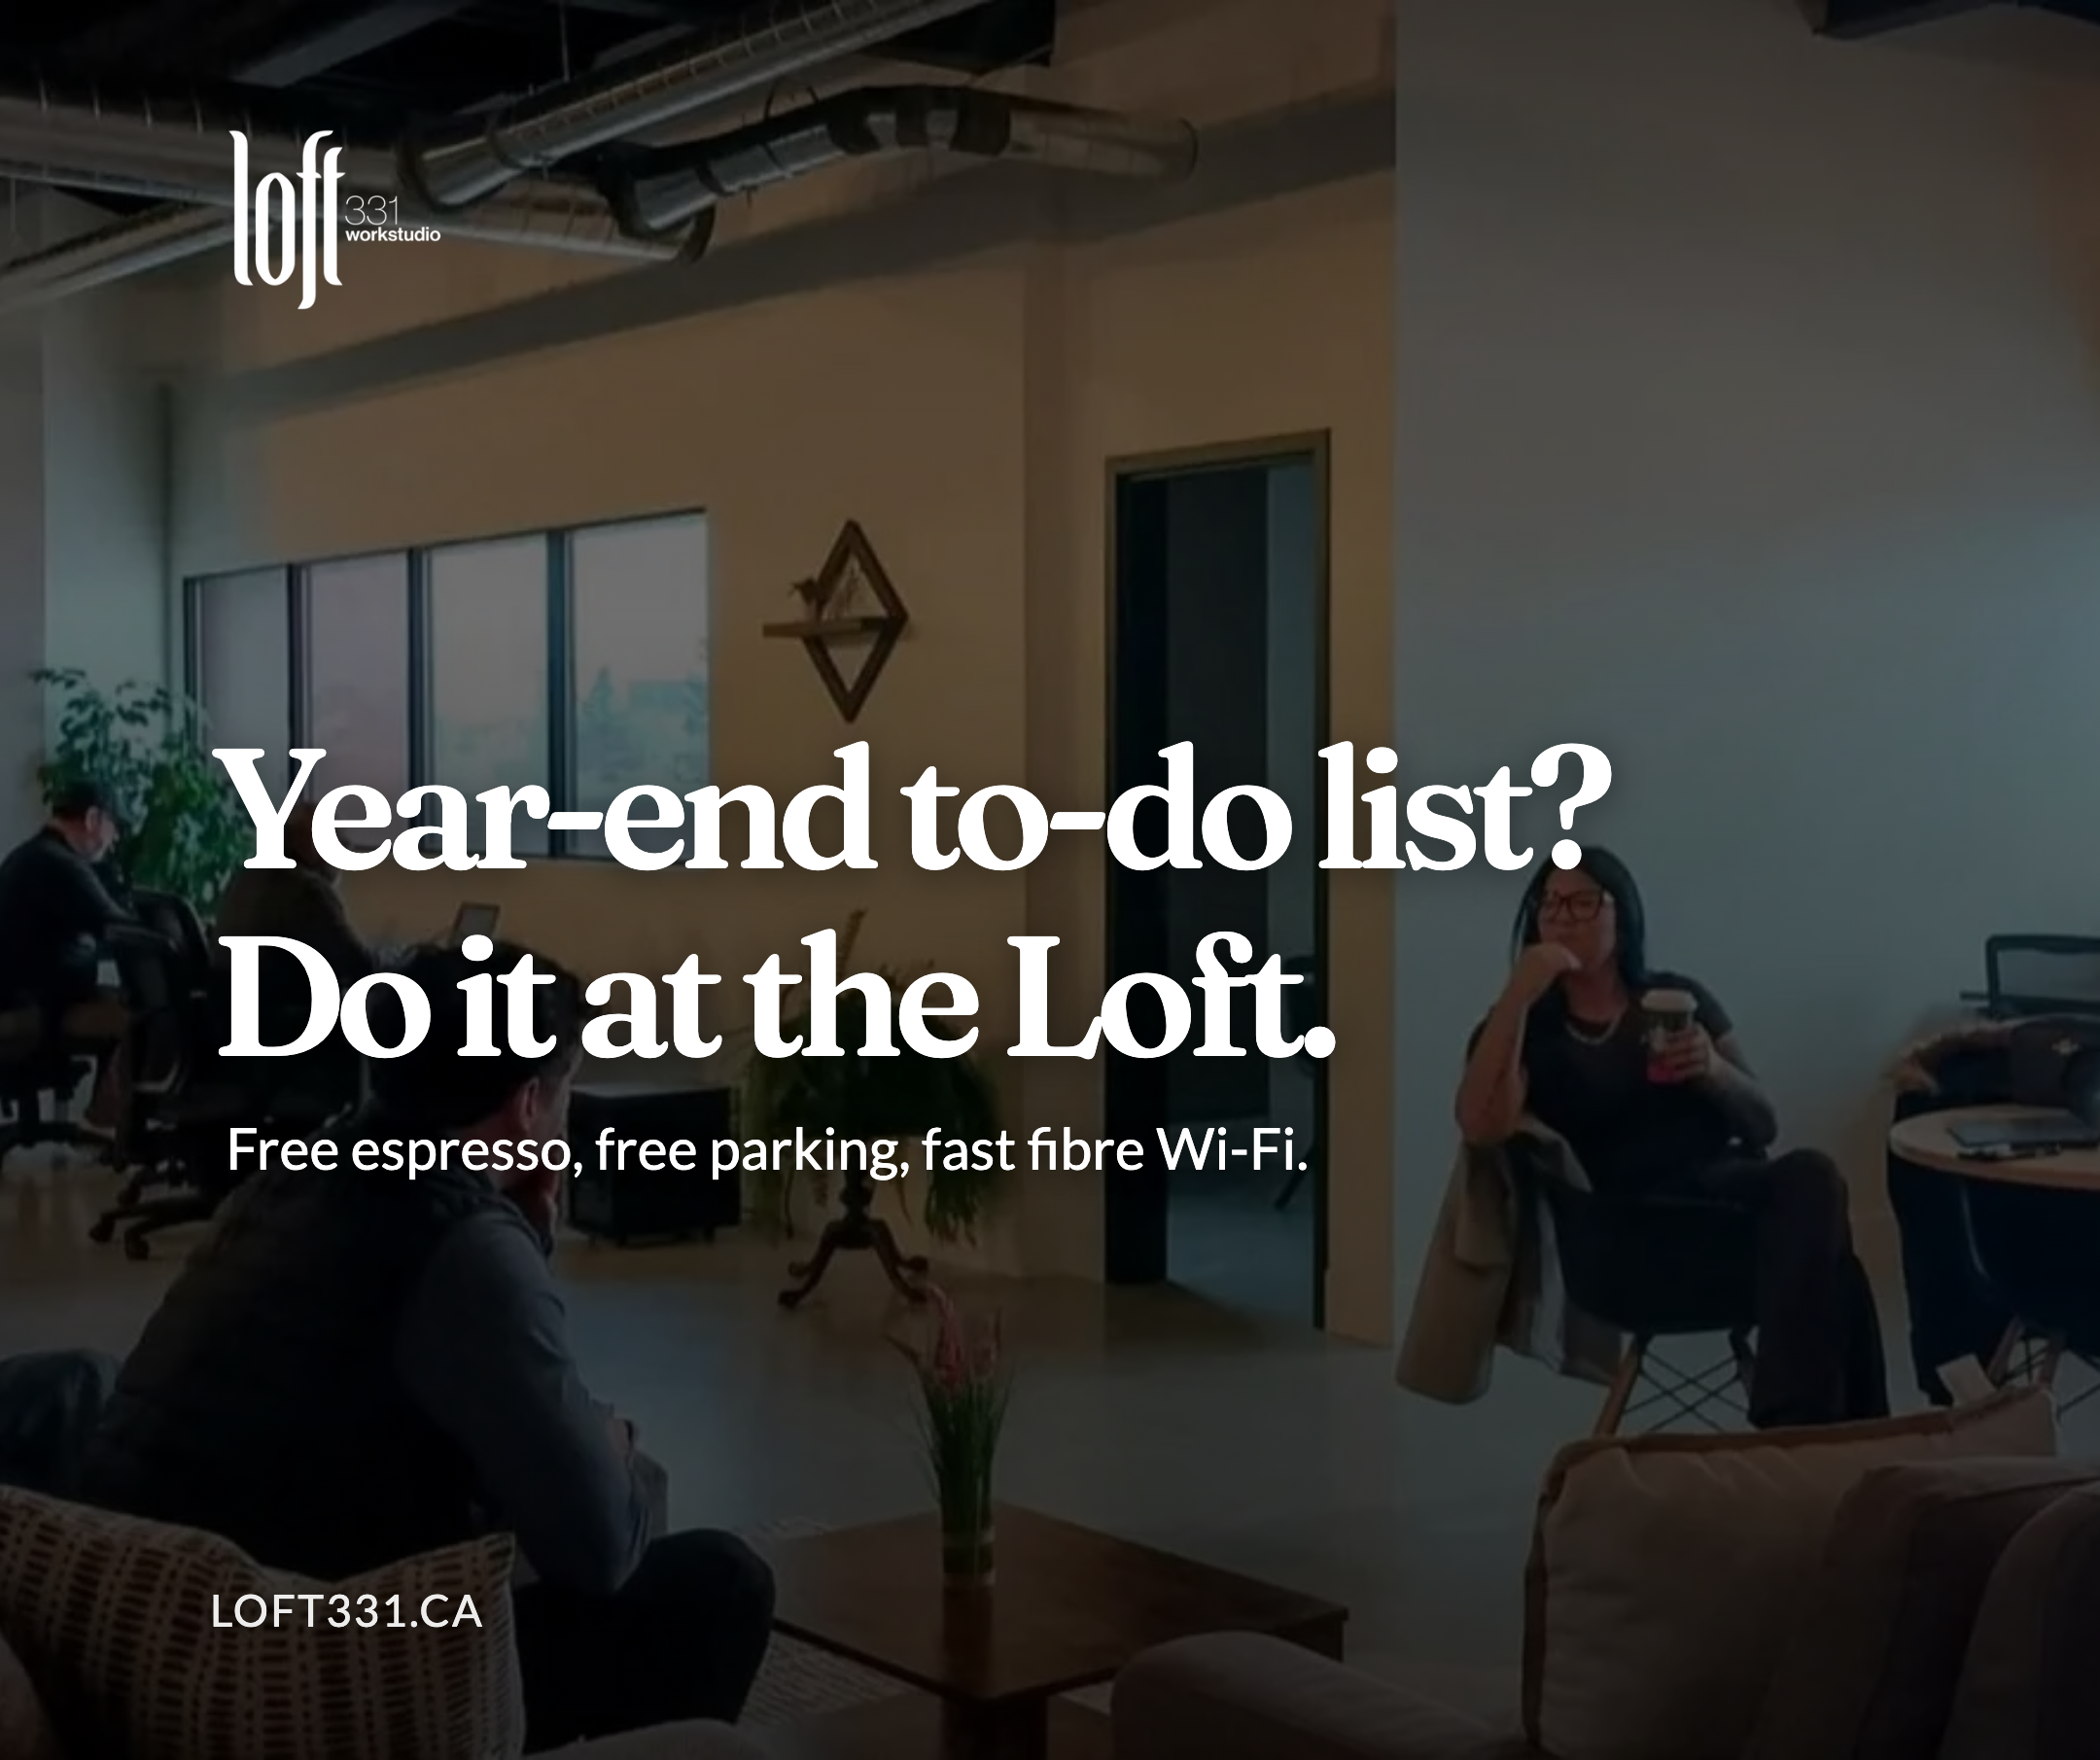 loft
331
workstudio
Year-end to-do list?
Do it at the Loft.
Free espresso, free parking, fast fibre Wi-Fi.
LOFT331.CA